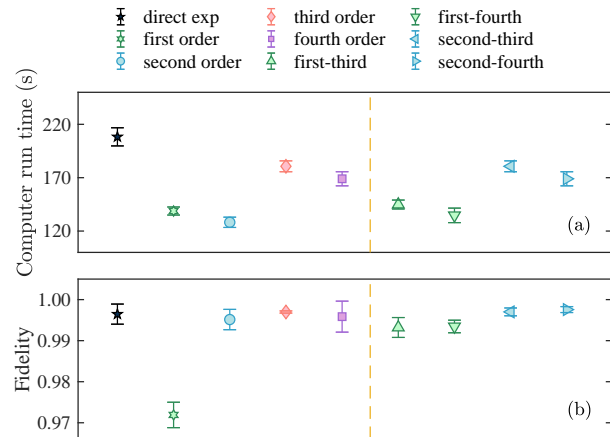 direct exp third order first-fourth
first order fourth order second-third
second order first-third second-fourth
Computer run time (s)
220
170
120
(a)
Fidelity
1.00
0.99
0.98
0.97
(b)